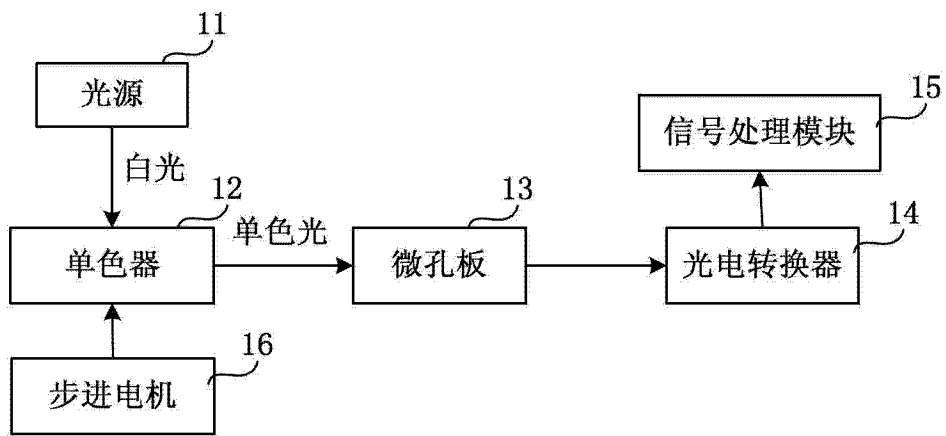 11
光源
白光
15
信号处理模块
12
单色器
单色光
13
微孔板
14
光电转换器
16
步进电机